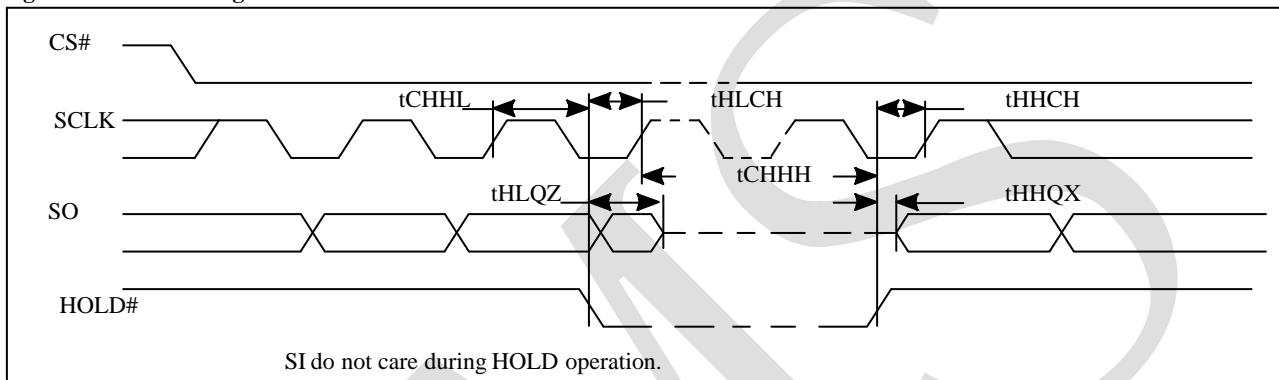 CS#
tCHHL tHLCH tHHCH
SCLK
tCHHH
tHLQZ tHHQX
SO
HOLD#
SI do not care during HOLD operation.